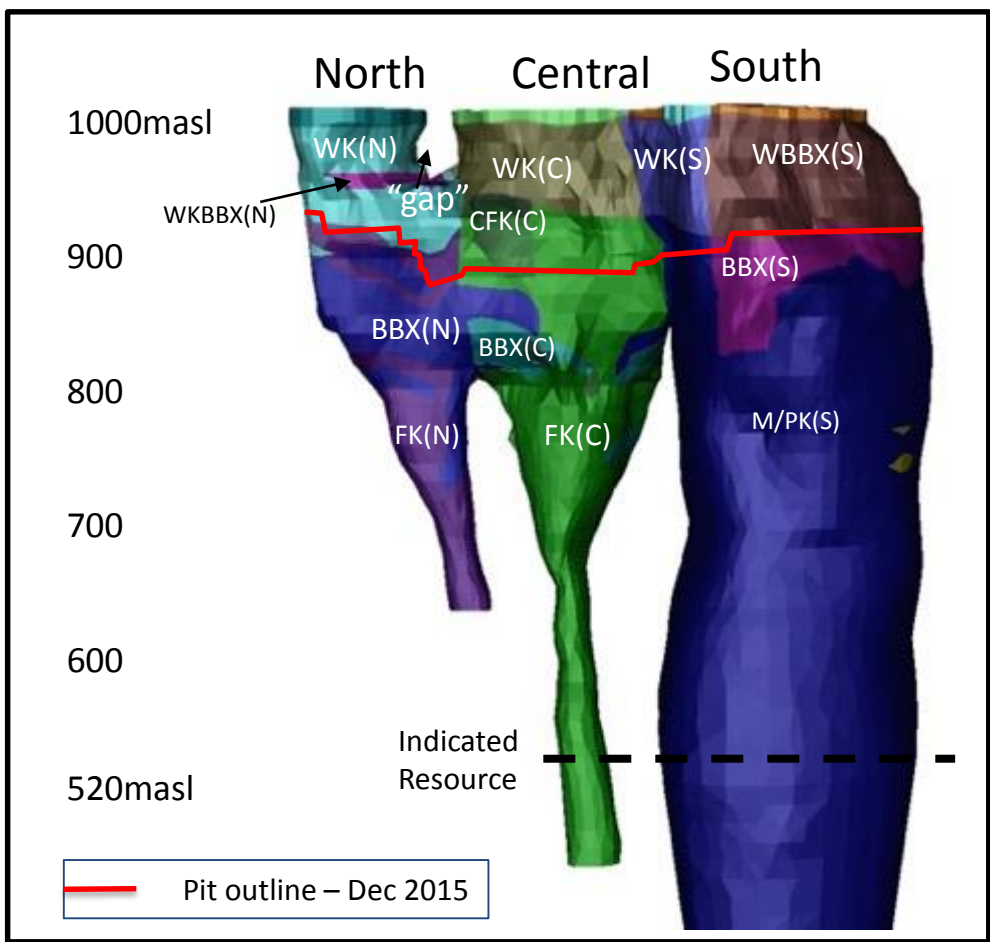 North Central South
1000masl
WK(N)
WK(C)
WK(S)
WBBX(S)
“gap”
WKBBX(N)
CFK(C)
900
BBX(S)
BBX(N)
BBX(C)
800
FK(N)
FK(C)
M/PK(S)
700
600
Indicated
Resource
520masl
Pit outline – Dec 2015